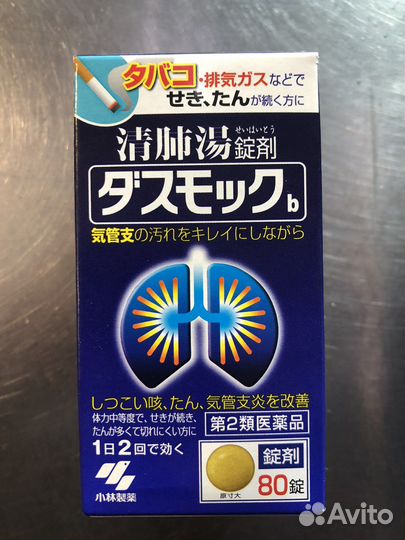 タバコ・排気ガスなどで
せき、たんが続く方に
せいはいとう
清肺湯錠剤
ダスモックb
気管支の汚れをキレイにしながら
しつこい咳、たん、気管支炎を改善
体力中等度で、せきが続き、
たんが多くて切れにくい方に
第2類医薬品
1日2回で効く
錠剤
80錠
原寸大
小林製薬
Avito